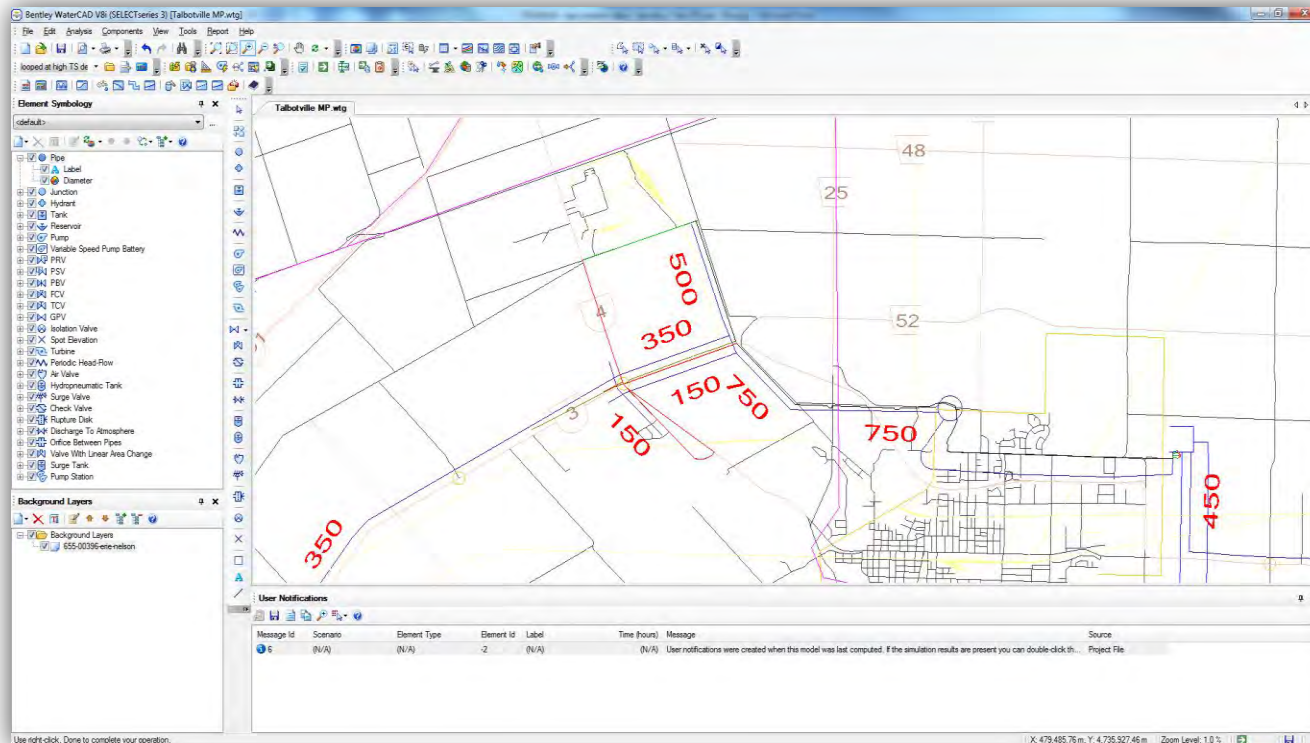 Bentley WaterCAD V8i (SELECTseries 3) [Talbotville MP.wtg]
File Edit Analysis Components View Tools Report Help
looped at high TS de
Element Symbology
<default>
Pipe
Label
Diameter
Junction
Hydrant
Tank
Reservoir
Pump
Variable Speed Pump Battery
PRV
PSV
PBV
FCV
TCV
GPV
Isolation Valve
Spot Elevation
Turbine
Periodic Head-Flow
Air Valve
Hydropneumatic Tank
Surge Valve
Check Valve
Rupture Disk
Discharge To Atmosphere
Orifice Between Pipes
Valve With Linear Area Change
Surge Tank
Pump Station
Background Layers
Background Layers
655-00396-erie-nelson
Talbotville MP.wtg
48
25
500
4
52
350
150
750
3
150
750
450
350
User Notifications
Message Id Scenario Element Type Element Id Label Time (hours) Message Source
6 (N/A) (N/A) -2 (N/A) (N/A) User notifications were created when this model was last computed. If the simulation results are present you can double-click th... Project File
Use right-click, Done to complete your operation.
X: 479,485.76 m, Y: 4,735,927.46 m Zoom Level: 1.0 %